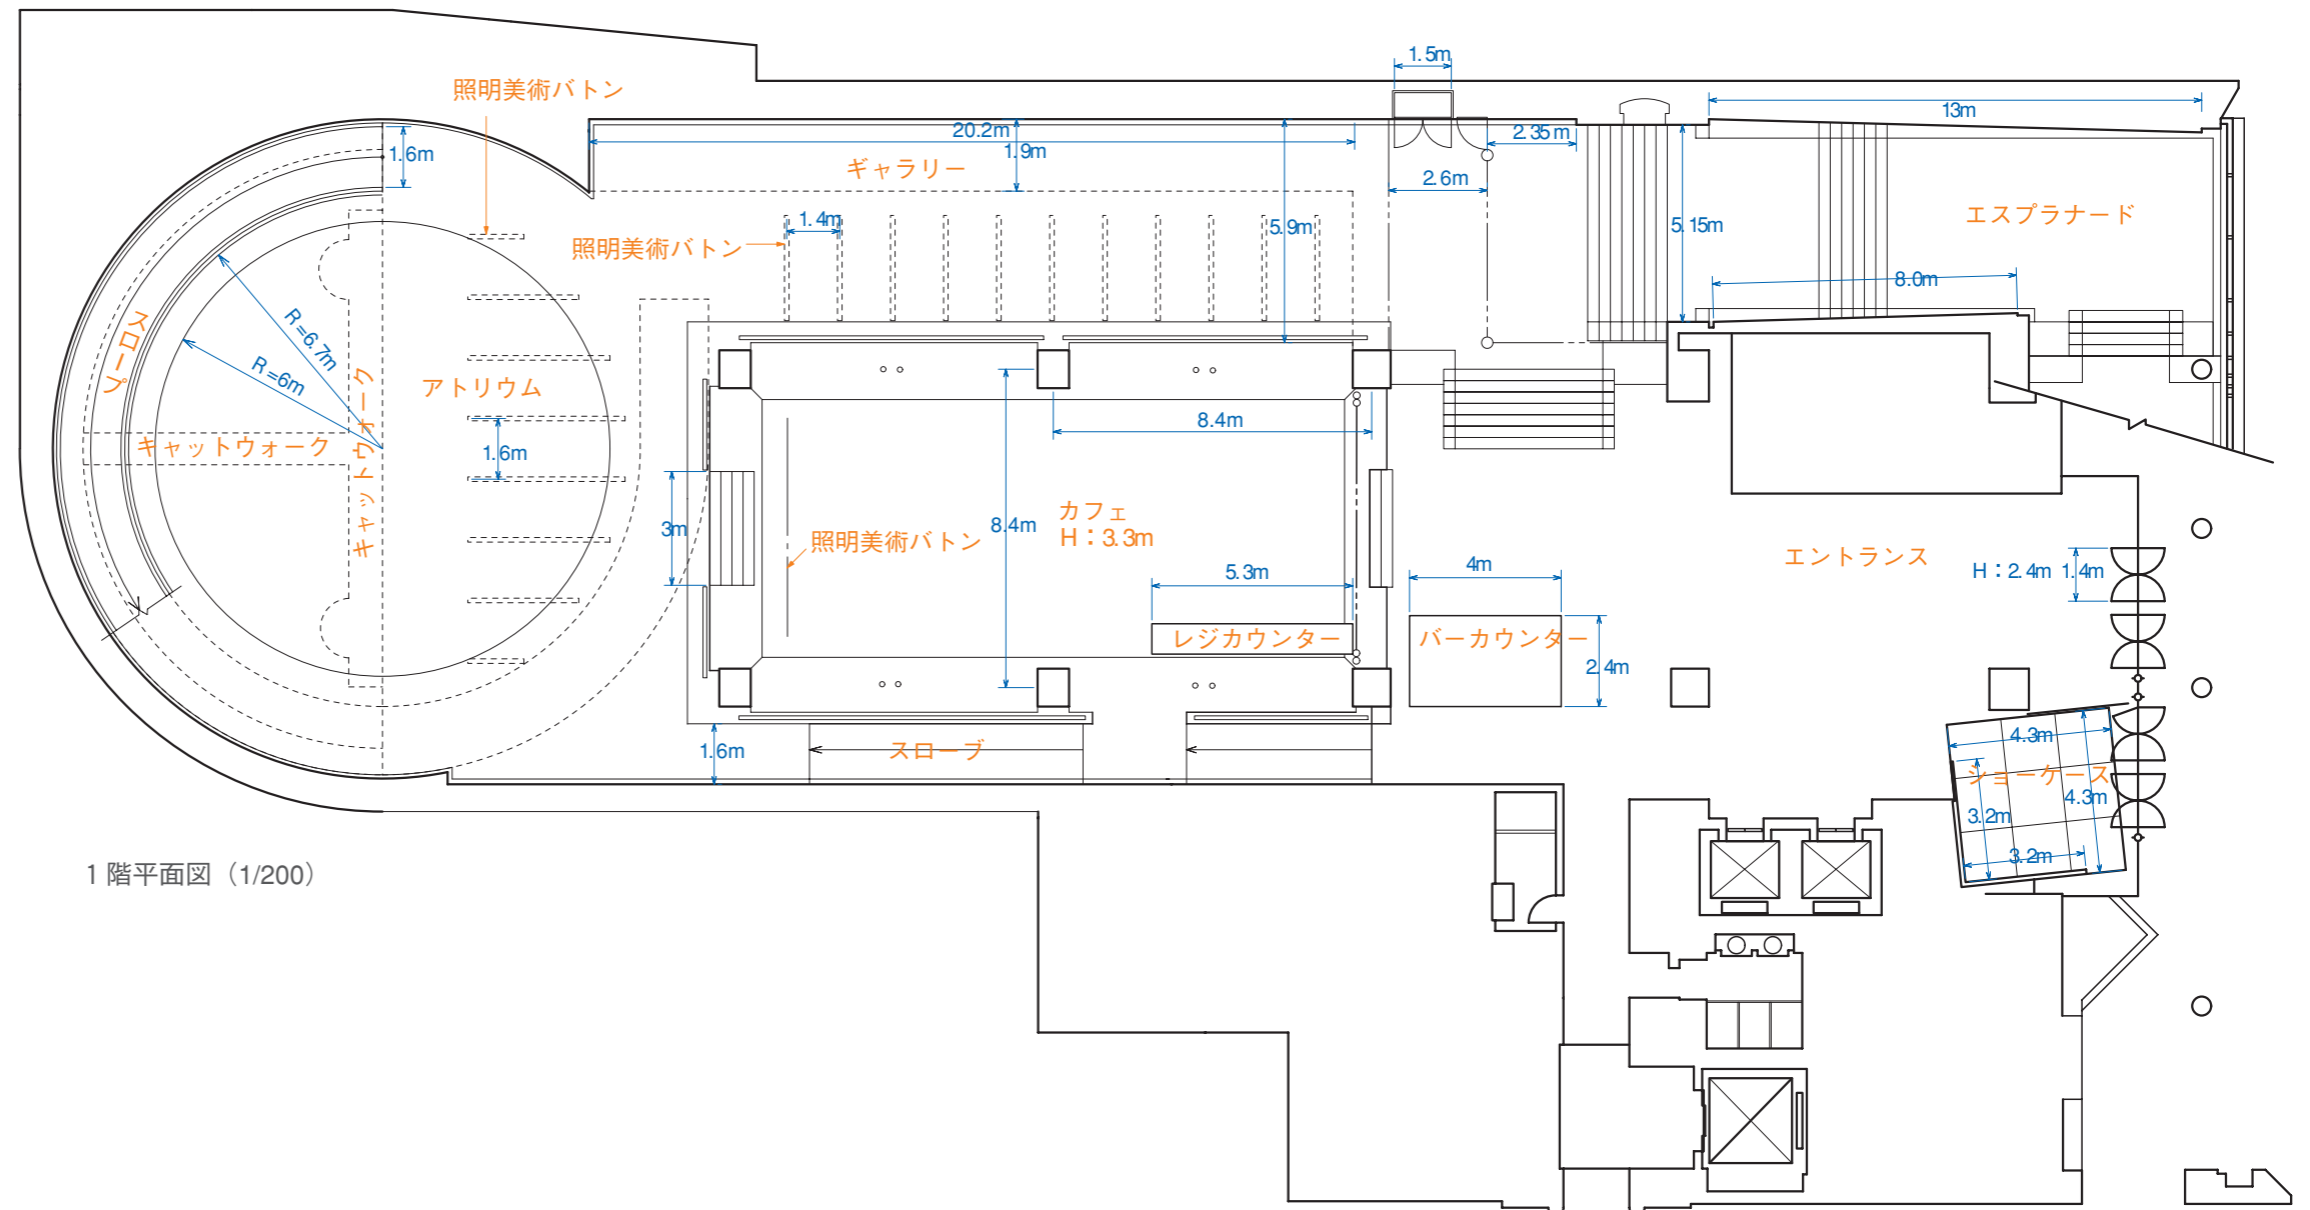 1.5m
照明美術バトン
13m
20.2m
2.35m
1.6m
1.9m
ギャラリー
2.6m
エスプラナード
1.4m
5.9m
5.15m
照明美術バトン
8.0m
スロープ
R=6.7m
R=6m
アトリウム
キャットウォーク
8.4m
キャットウォーク
1.6m
カフェ
3m
8.4m
H：3.3m
照明美術バトン
エントランス
5.3m
4m
H：2.4m 1.4m
レジカウンター
バーカウンター
2.4m
1.6m
スローブ
4.3m
ショーケース
4.3m
3.2m
3.2m
1階平面図（1/200）